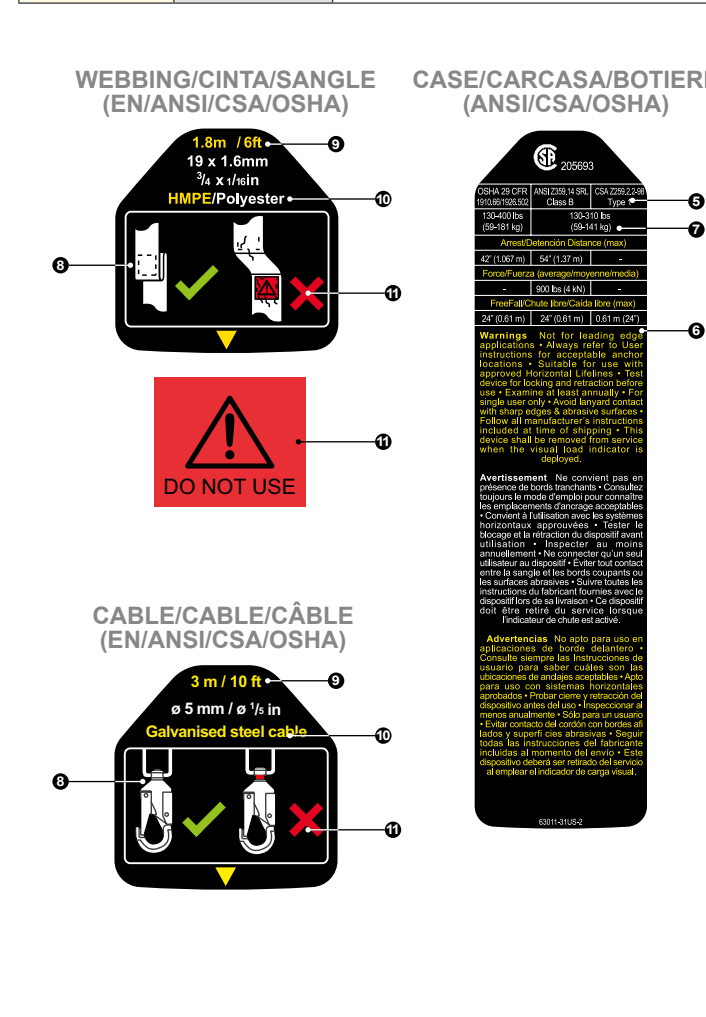 WEBBING/CINTA/SANGLE
(EN/ANSI/CSA/OSHA)
1.8m / 6ft
19 x 1.6mm
3/4 x 1/16in
HMPE/Polyester
9
10
8
11
DO NOT USE
11
CABLE/CABLE/CÂBLE
(EN/ANSI/CSA/OSHA)
3 m / 10 ft
ø 5 mm / ø 1/5 in
Galvanised steel cable
9
10
8
11
CASE/CARCASA/BOTIER
(ANSI/CSA/OSHA)
205693
OSHA 29 CFR 1910.66/1926.502
ANSI Z359.14 SRL Class B
CSA Z259.2.2-98 Type 1
5
130-400 lbs (59-181 kg)
130-310 lbs (59-141 kg)
7
Arrest/Detención Distance (max)
42" (1.067 m) 54" (1.37 m) -
Force/Fuerza (average/moyenne/media)
- 900 lbs (4 kN) -
FreeFall/Chute libre/Caída libre (max)
24" (0.61 m) 24" (0.61 m) 0.61 m (24")
6
Warnings Not for leading edge
applications • Always refer to User
instructions for acceptable anchor
locations • Suitable for use with
approved Horizontal Lifelines • Test
device for locking and retraction before
use • Examine at least annually • For
single user only • Avoid lanyard contact
with sharp edges & abrasive surfaces •
Follow all manufacturer's instructions
included at time of shipping • This
device shall be removed from service
when the visual load indicator is
deployed.
Avertissement Ne convient pas en
présence de bords tranchants • Consultez
toujours le mode d'emploi pour connaître
les emplacements d'ancrage acceptables
• Convient à l'utilisation avec les systèmes
horizontaux approuvées • Tester le
blocage et la rétraction du dispositif avant
utilisation • Inspecter au moins
annuellement • Ne connecter qu'un seul
utilisateur au dispositif • Éviter tout contact
entre la sangle et les bords coupants ou
les surfaces abrasives • Suivre toutes les
instructions du fabricant fournies avec le
dispositif lors de sa livraison • Ce dispositif
doit être retiré du service lorsque
l'indicateur de chute est activé.
Advertencias No apto para uso en
aplicaciones de borde delantero •
Consulte siempre las Instrucciones de
usuario para saber cuáles son las
ubicaciones de anclajes aceptables • Apto
para uso con sistemas horizontales
aprobados • Probar cierre y retracción del
dispositivo antes del uso • Inspeccionar al
menos anualmente • Sólo para un usuario
• Evitar contacto del cordón con bordes afi
lados y superfi cies abrasivas • Seguir
todas las instrucciones del fabricante
incluidas al momento del envío • Este
dispositivo deberá ser retirado del servicio
al emplear el indicador de carga visual.
63011-31US-2